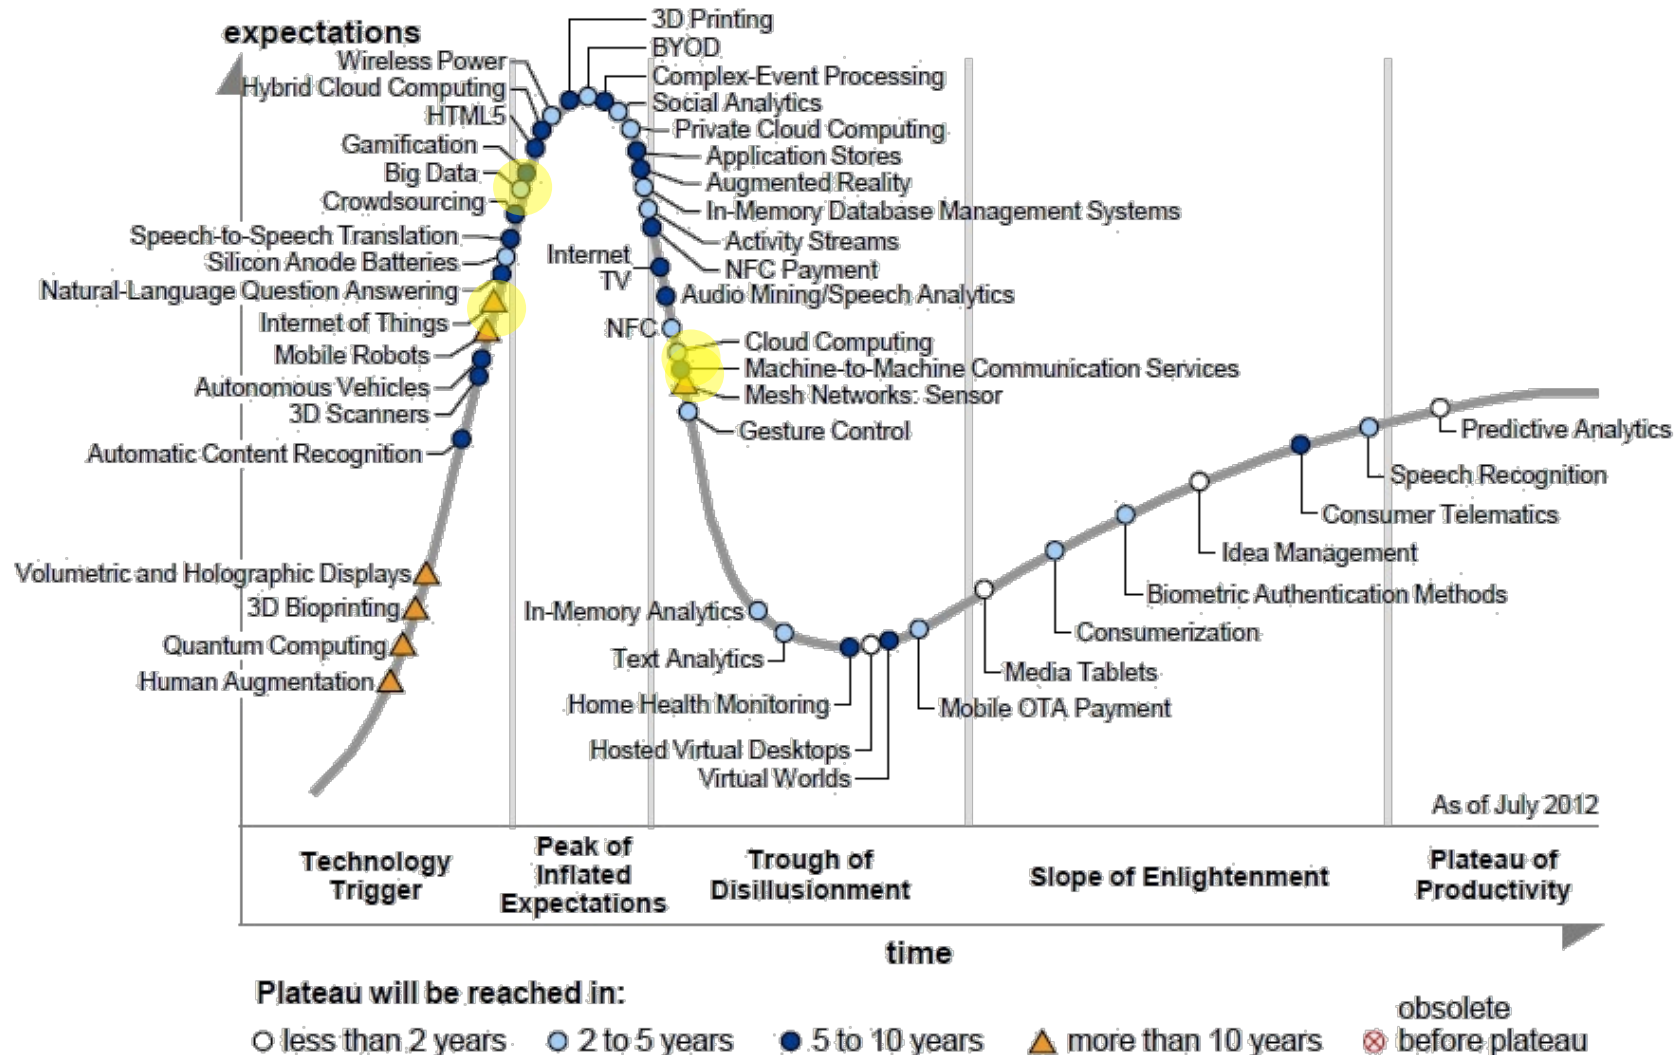 expectations
3D Printing
BYOD
Wireless Power
Complex-Event Processing
Hybrid Cloud Computing
Social Analytics
HTML5
Private Cloud Computing
Gamification
Application Stores
Big Data
Augmented Reality
Crowdsourcing
In-Memory Database Management Systems
Speech-to-Speech Translation
Activity Streams
Silicon Anode Batteries
Internet
TV
NFC Payment
Natural-Language Question Answering
Audio Mining/Speech Analytics
Internet of Things
NFC
Cloud Computing
Mobile Robots
Machine-to-Machine Communication Services
Autonomous Vehicles
Mesh Networks: Sensor
3D Scanners
Gesture Control
Automatic Content Recognition
Predictive Analytics
Speech Recognition
Consumer Telematics
Idea Management
Volumetric and Holographic Displays
Biometric Authentication Methods
3D Bioprinting
In-Memory Analytics
Consumerization
Quantum Computing
Text Analytics
Media Tablets
Human Augmentation
Home Health Monitoring
Mobile OTA Payment
Hosted Virtual Desktops
Virtual Worlds
As of July 2012
Technology
Trigger
Peak of
Inflated
Expectations
Trough of
Disillusionment
Slope of Enlightenment
Plateau of
Productivity
time
Plateau will be reached in:
less than 2 years
2 to 5 years
5 to 10 years
more than 10 years
obsolete
before plateau